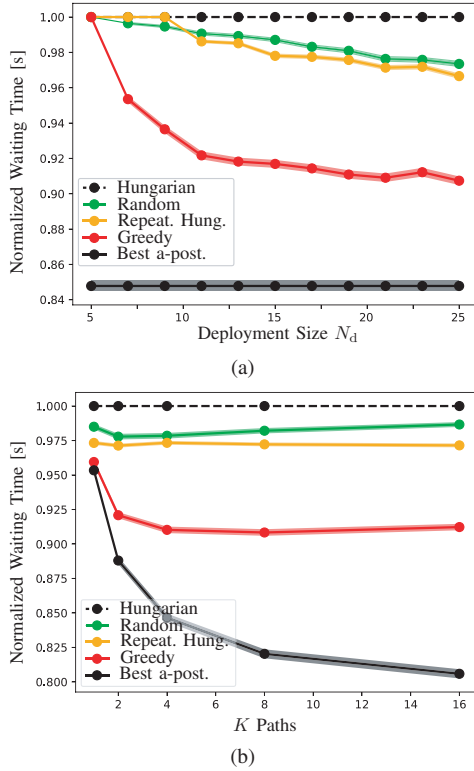 1.00
0.98
0.96
0.94
0.92
0.90
0.88
0.86
0.84
Normalized Waiting Time [s]
Hungarian
Random
Repeat. Hung.
Greedy
Best a-post.
5 10 15 20 25
Deployment Size N_d
(a)
1.000
0.975
0.950
0.925
0.900
0.875
0.850
0.825
0.800
Normalized Waiting Time [s]
Hungarian
Random
Repeat. Hung.
Greedy
Best a-post.
2 4 6 8 10 12 14 16
K Paths
(b)